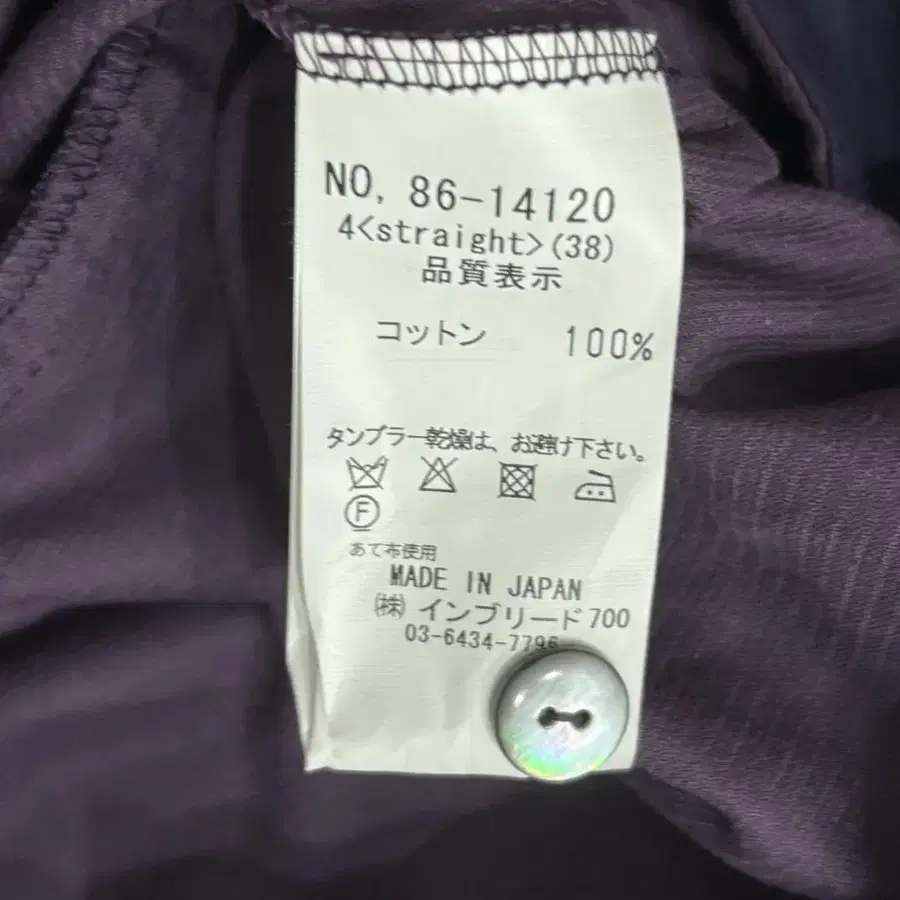 NO, 86-14120
4<straight>(38)
品質表示
コットン 100%
タンブラー乾燥は、お避け下さい。
F
あて布使用
MADE IN JAPAN
㈱ インブリード700
03-6434-7796